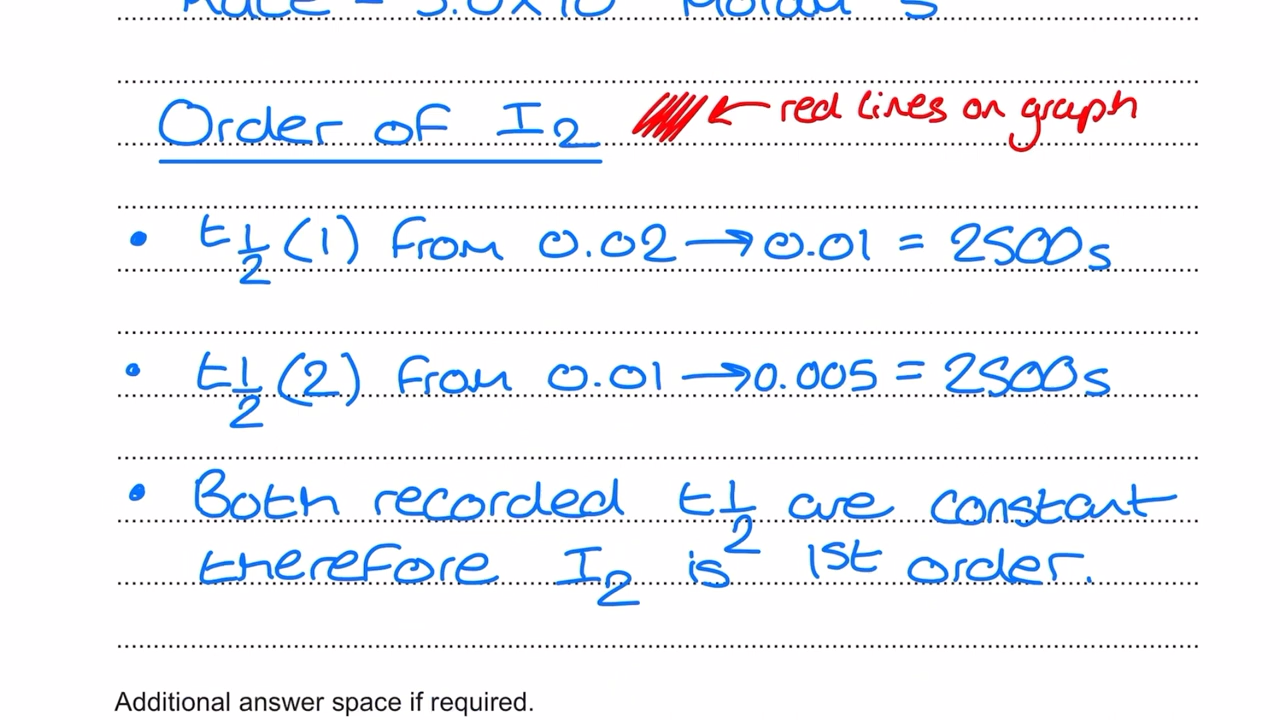 Order of I2 ← red lines on graph
• t1/2 (1) from 0.02 → 0.01 = 2500s
• t1/2 (2) from 0.01 → 0.005 = 2500s
• Both recorded t1/2 are constant
therefore I2 is 1st order.
Additional answer space if required.